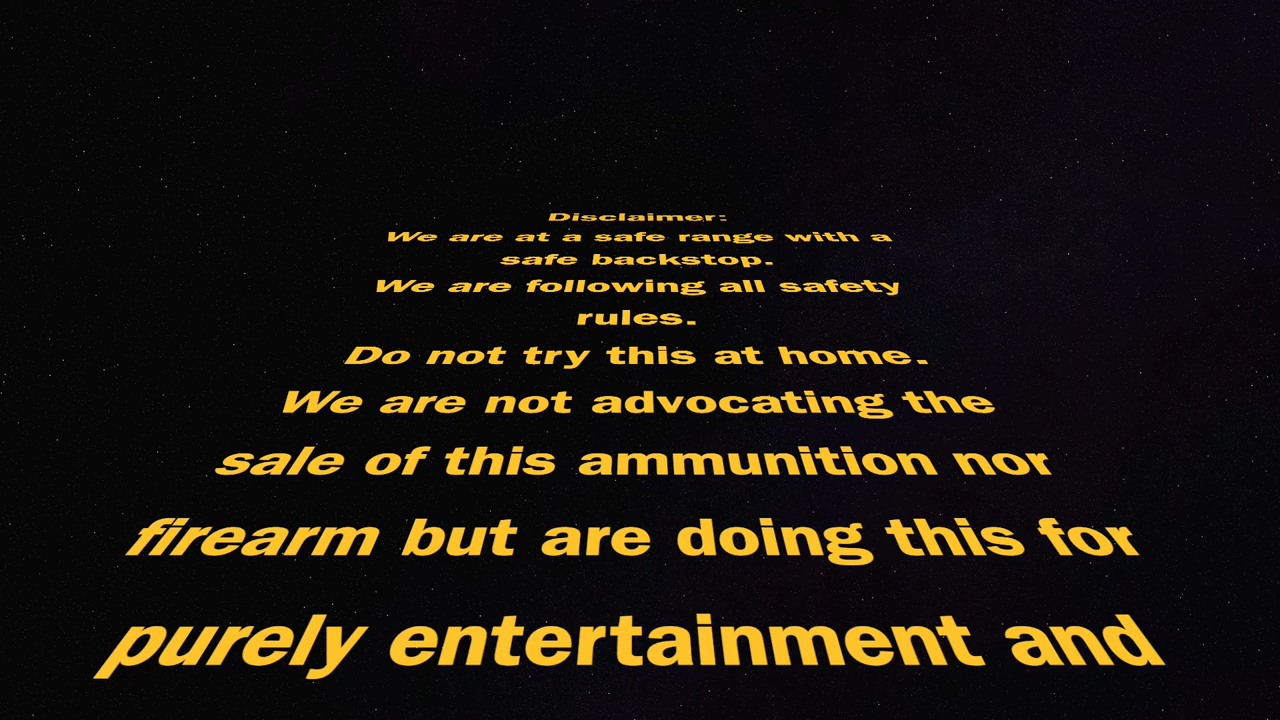 Disclaimer:
We are at a safe range with a
safe backstop.
We are following all safety
rules.
Do not try this at home.
We are not advocating the
sale of this ammunition nor
firearm but are doing this for
purely entertainment and